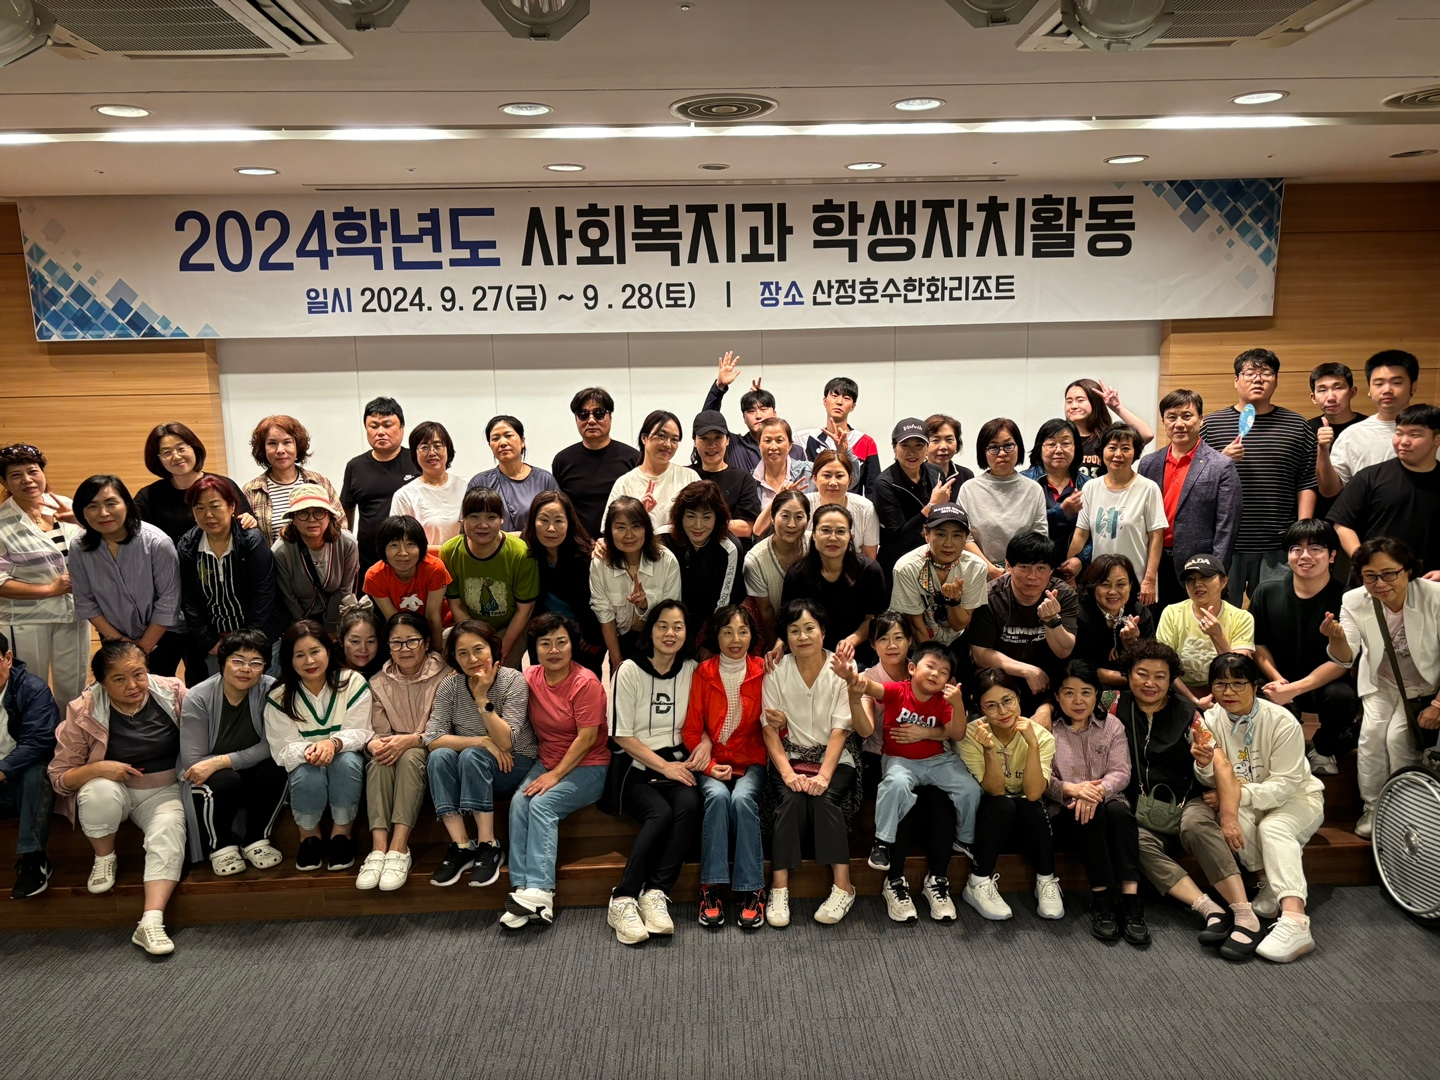 2024학년도 사회복지과 학생자치활동
일시 2024. 9. 27(금) ~ 9 . 28(토) | 장소 산정호수한화리조트
POLO